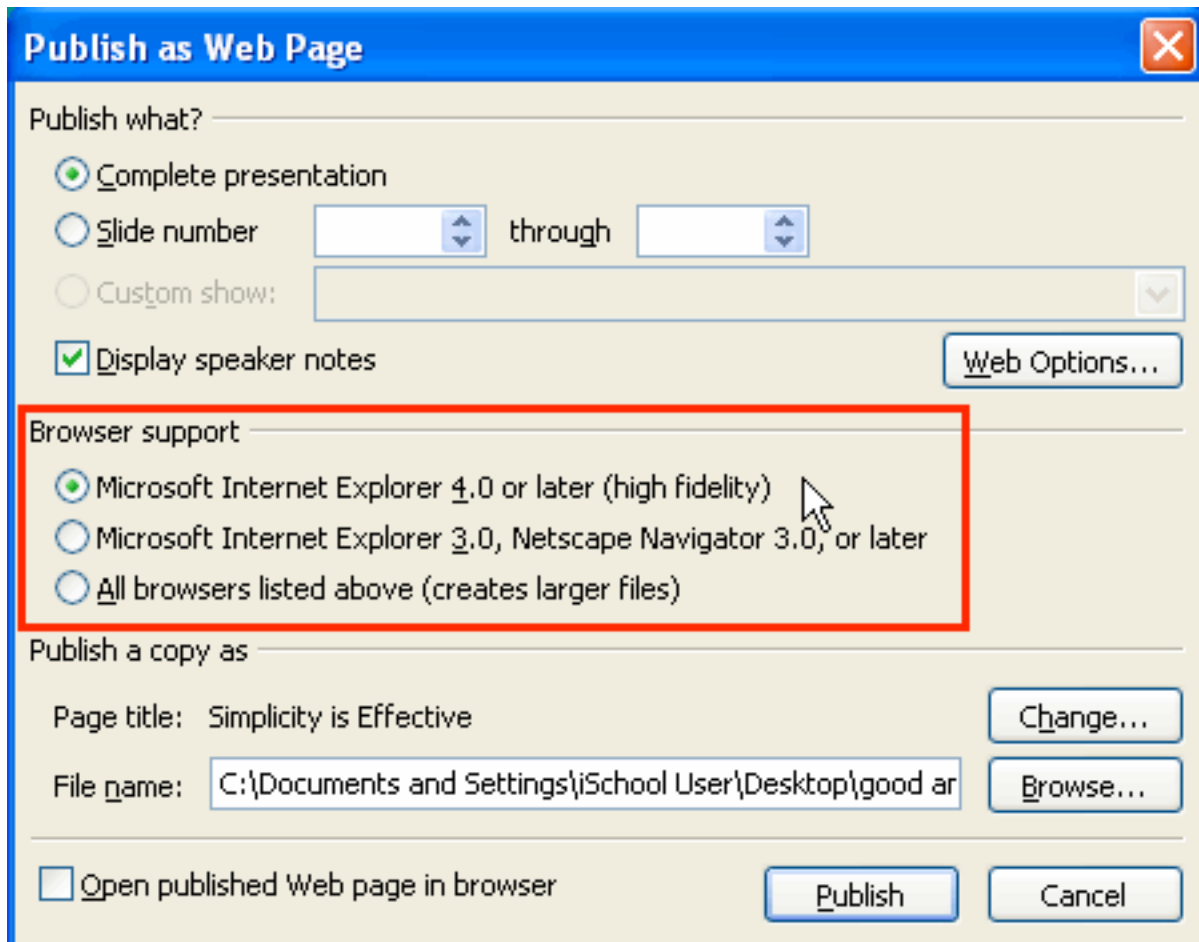 Publish as Web Page
Publish what?
Complete presentation
Slide number through
Custom show:
Display speaker notes
Web Options...
Browser support
Microsoft Internet Explorer 4.0 or later (high fidelity)
Microsoft Internet Explorer 3.0, Netscape Navigator 3.0, or later
All browsers listed above (creates larger files)
Publish a copy as
Page title: Simplicity is Effective Change...
File name: C:\Documents and Settings\iSchool User\Desktop\good ar Browse...
Open published Web page in browser Publish Cancel